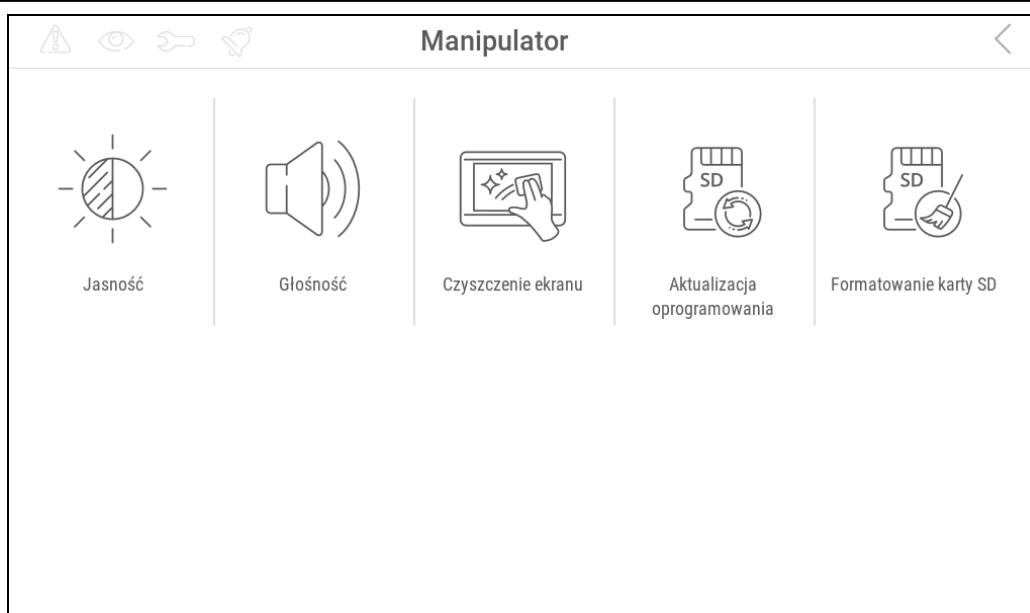 Manipulator
SD
SD
Jasność
Głośność
Czyszczenie ekranu
Aktualizacja
oprogramowania
Formatowanie karty SD